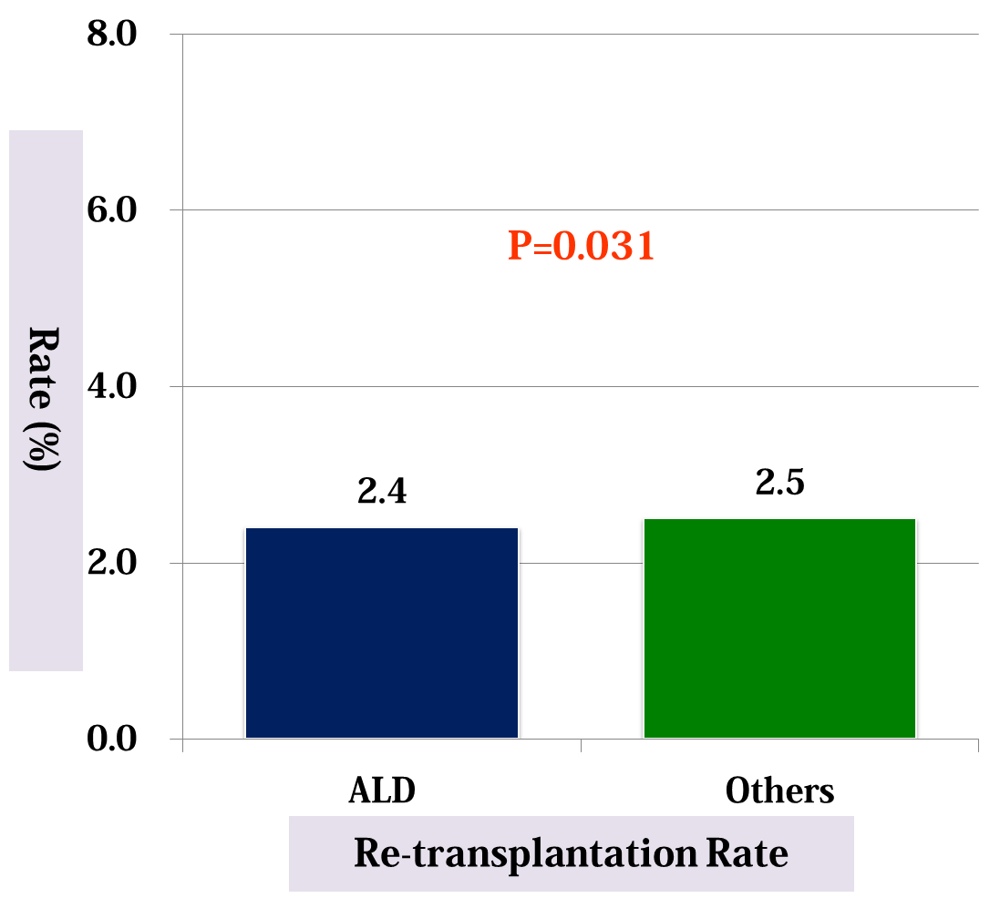 8.0
6.0
P=0.031
Rate (%)
4.0
2.5
2.4
2.0
0.0
ALD
Others
Re-transplantation Rate